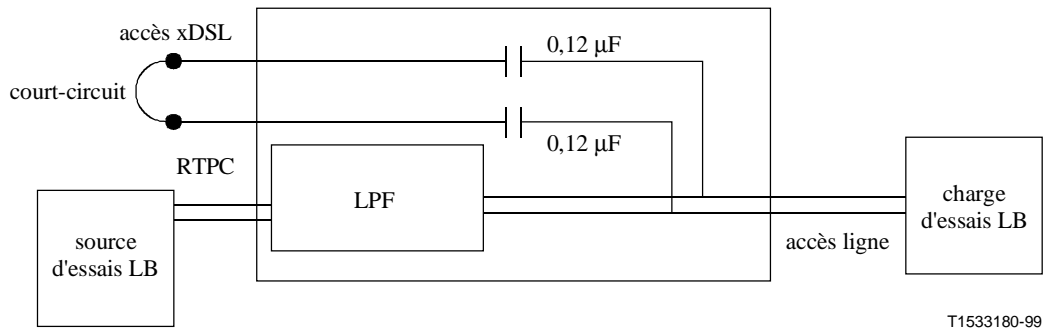 accès xDSL
0,12 µF
court-circuit
0,12 µF
RTPC
LPF
source
d'essais LB
charge
d'essais LB
accès ligne
T1533180-99